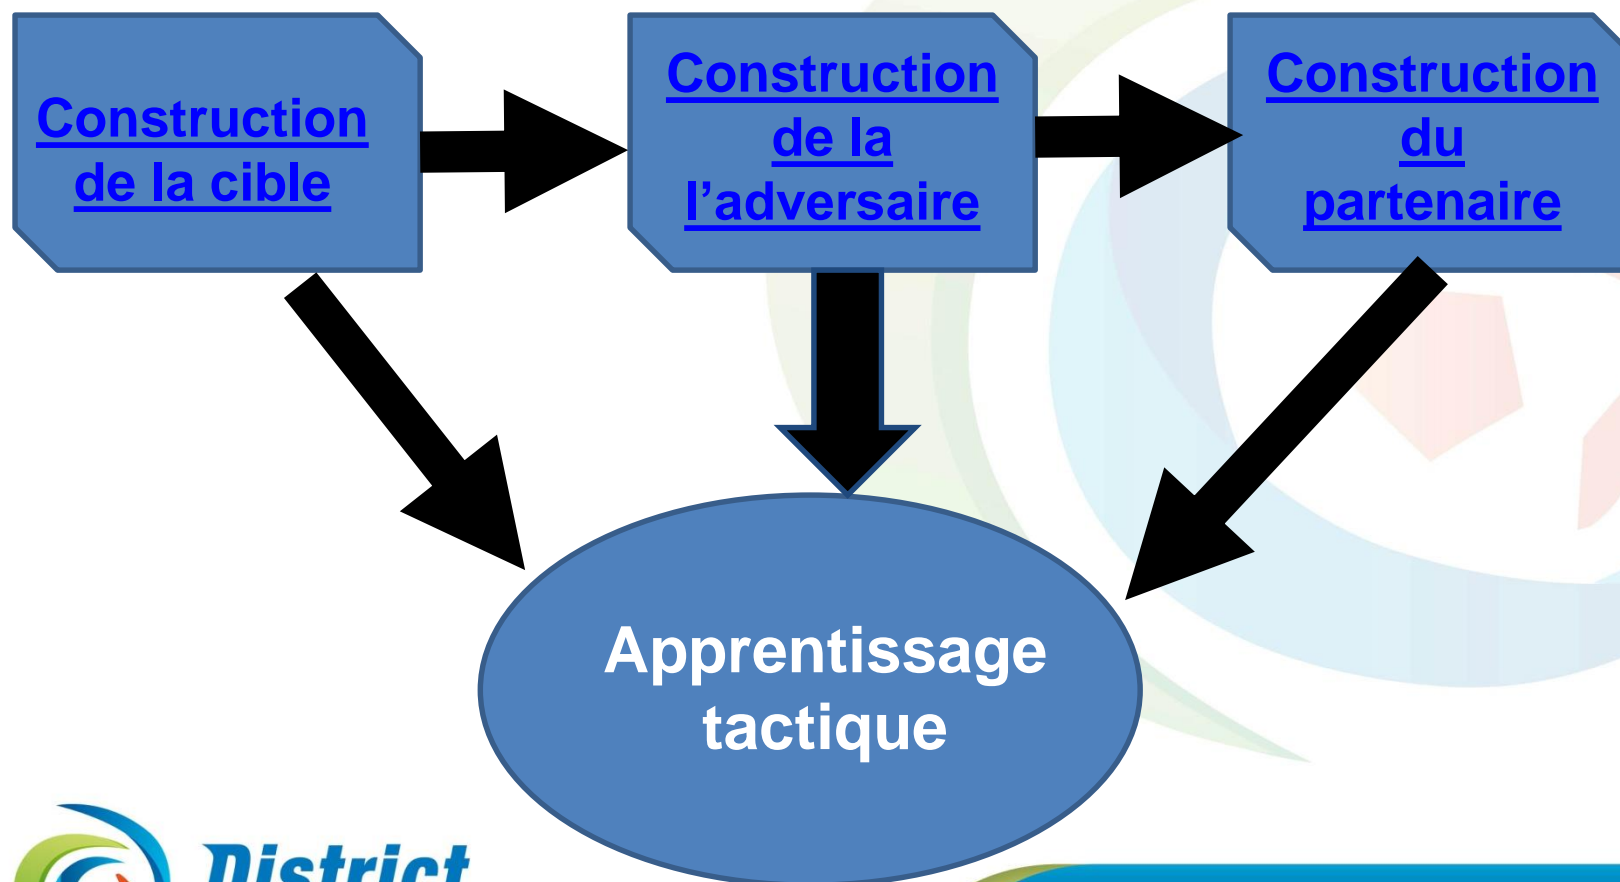 Construction
de la cible
Construction
de la
l’adversaire
Construction
du
partenaire
Apprentissage
tactique
District